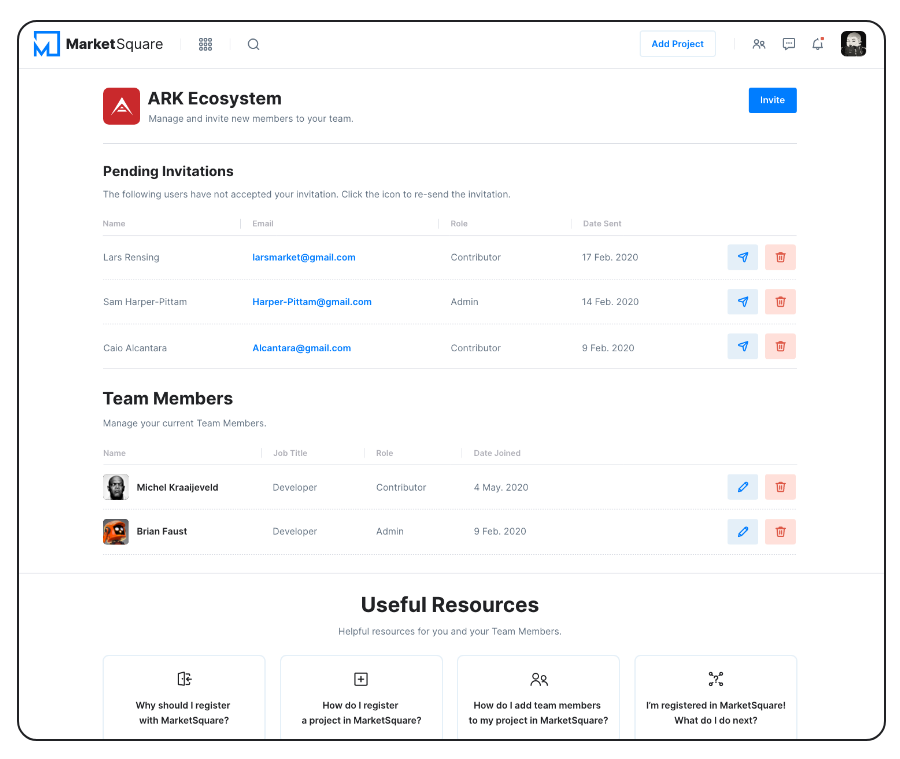 MarketSquare
Add Project
ARK Ecosystem
Manage and invite new members to your team.
Invite
Pending Invitations
The following users have not accepted your invitation. Click the icon to re-send the invitation.
Name Email Role Date Sent
Lars Rensing larsmarket@gmail.com Contributor 17 Feb. 2020
Sam Harper-Pittam Harper-Pittam@gmail.com Admin 14 Feb. 2020
Caio Alcantara Alcantara@gmail.com Contributor 9 Feb. 2020
Team Members
Manage your current Team Members.
Name Job Title Role Date Joined
Michel Kraaijeveld Developer Contributor 4 May. 2020
Brian Faust Developer Admin 9 Feb. 2020
Useful Resources
Helpful resources for you and your Team Members.
Why should I register
with MarketSquare?
How do I register
a project in MarketSquare?
How do I add team members
to my project in MarketSquare?
I'm registered in MarketSquare!
What do I do next?